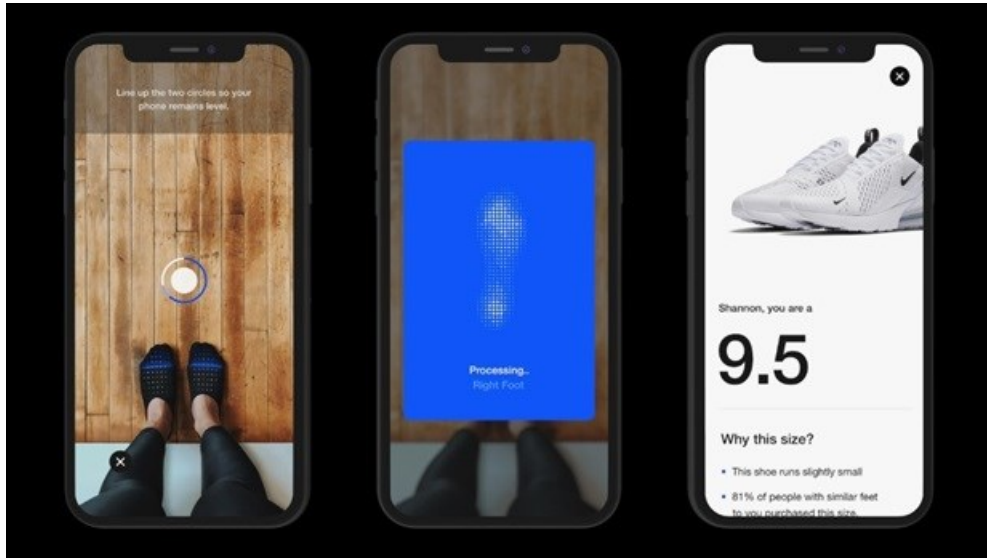 Line up the two circles so your
phone remains level.
Processing..
Right Foot
Shannon, you are a
9.5
Why this size?
• This shoe runs slightly small
• 81% of people with similar feet
to you purchased this size.